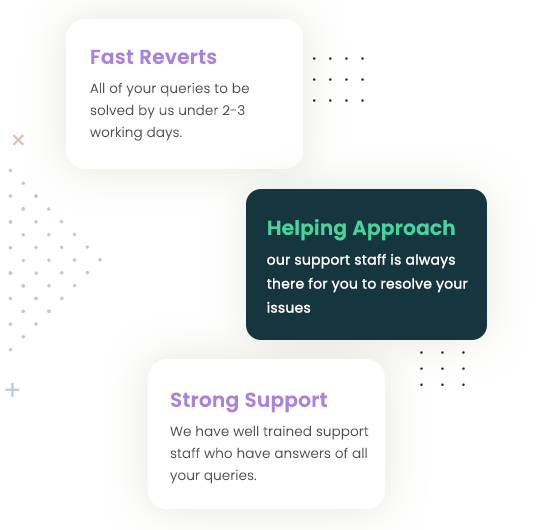 Fast Reverts
All of your queries to be
solved by us under 2-3
working days.
Helping Approach
our support staff is always
there for you to resolve your
issues
Strong Support
We have well trained support
staff who have answers of all
your queries.